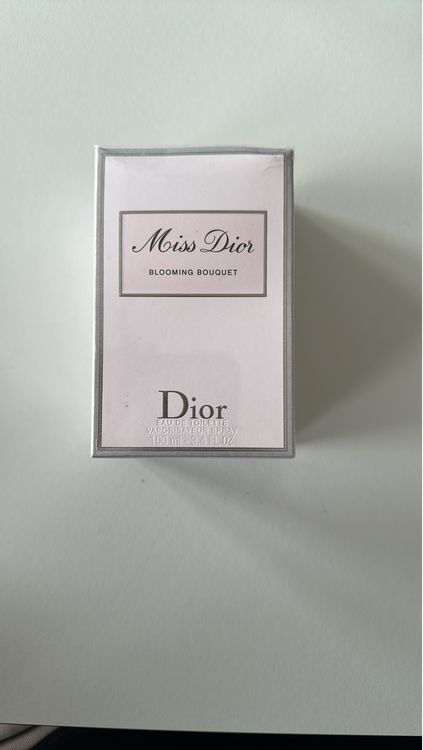 Miss Dior
BLOOMING BOUQUET
Dior
EAU DE TOILETTE
VAPORISATEUR SPRAY
100 ml - 3.4 FL.OZ